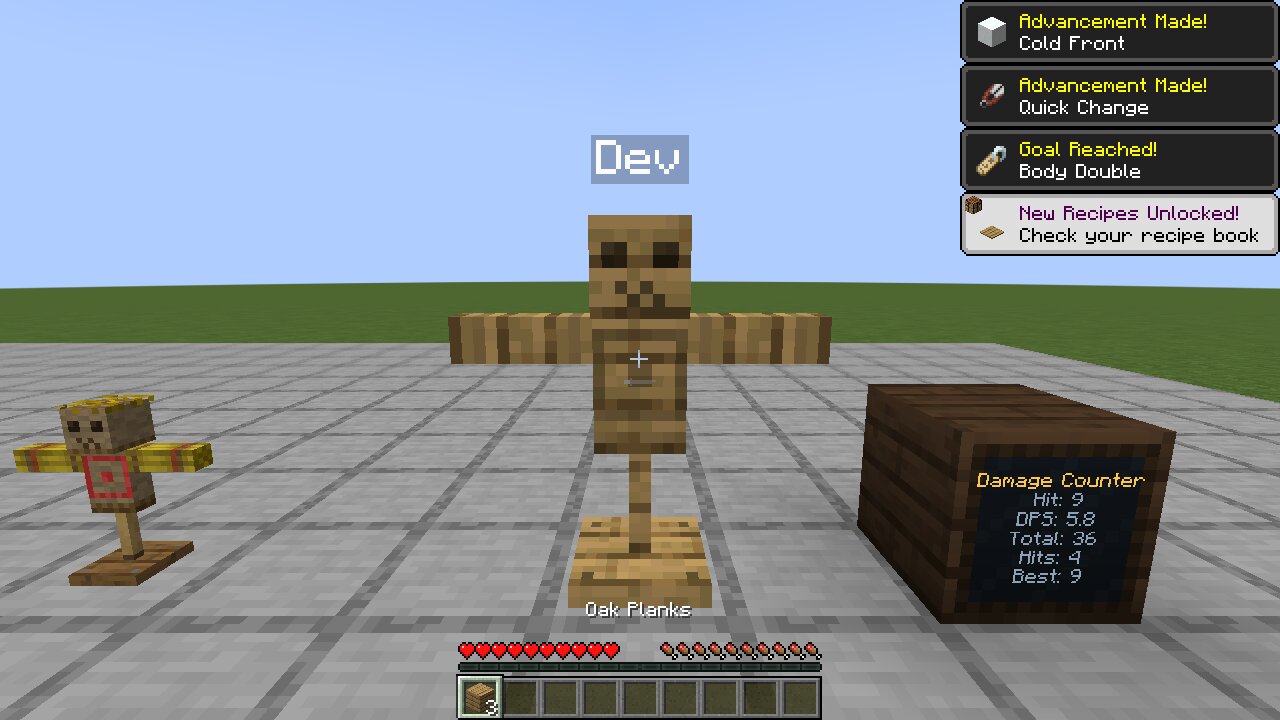 Advancement Made!
Cold Front
Advancement Made!
Quick Change
Dev
Goal Reached!
Body Double
New Recipes Unlocked!
Check your recipe book
Damage Counter
Hit: 9
DPS: 5.8
Total: 36
Hits: 4
Best: 9
Oak Planks
3